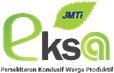 JMTi
eksa
Persekitaran Kondusif Warga Produktif